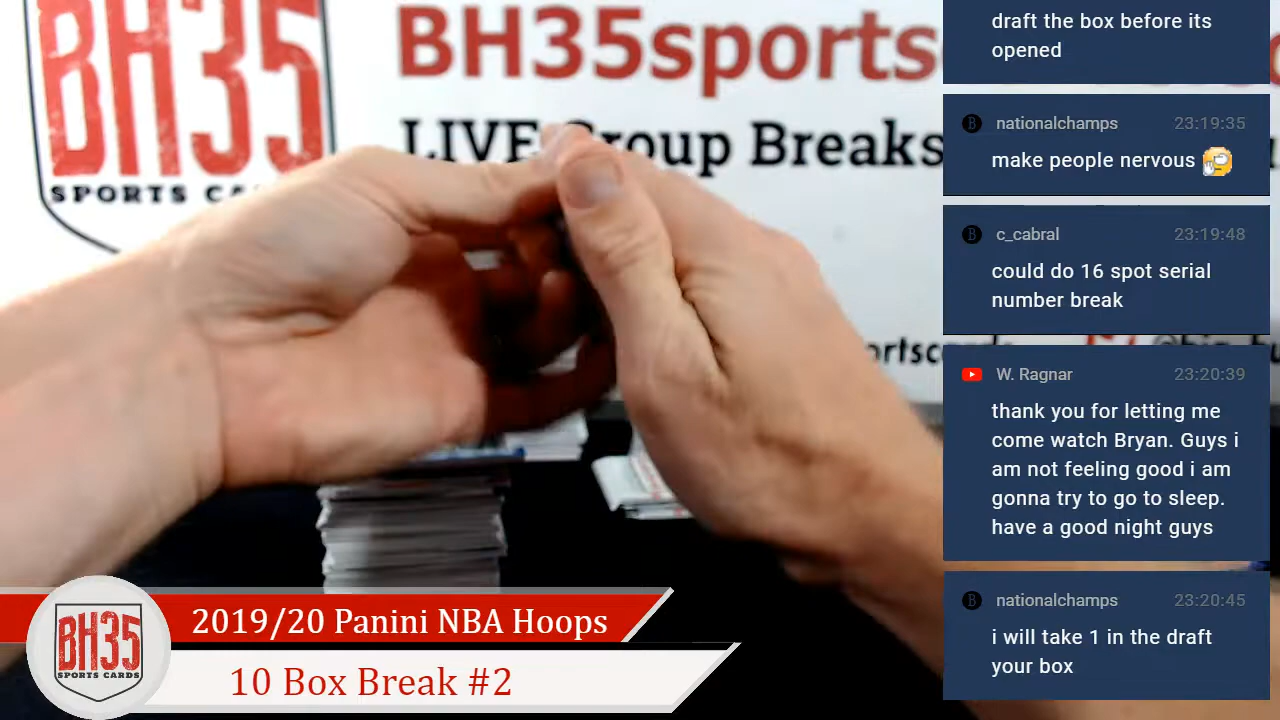 BH35
SPORTS CA
BH35sports
LIVE Group Breaks
ortscards
draft the box before its
opened
nationalchamps 23:19:35
make people nervous
c_cabral 23:19:48
could do 16 spot serial
number break
W. Ragnar 23:20:39
thank you for letting me
come watch Bryan. Guys i
am not feeling good i am
gonna try to go to sleep.
have a good night guys
nationalchamps 23:20:45
i will take 1 in the draft
your box
2019/20 Panini NBA Hoops
10 Box Break #2
BH35
SPORTS CARDS